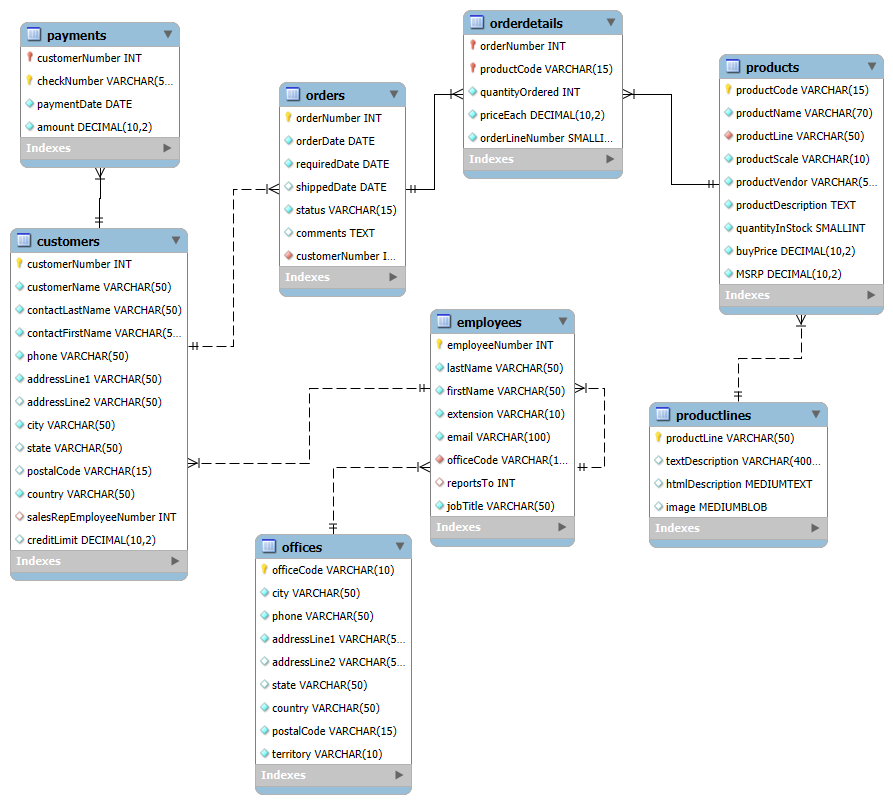 payments
customerNumber INT
checkNumber VARCHAR(5...
paymentDate DATE
amount DECIMAL(10,2)
Indexes
customers
customerNumber INT
customerName VARCHAR(50)
contactLastName VARCHAR(50)
contactFirstName VARCHAR(5...
phone VARCHAR(50)
addressLine1 VARCHAR(50)
addressLine2 VARCHAR(50)
city VARCHAR(50)
state VARCHAR(50)
postalCode VARCHAR(15)
country VARCHAR(50)
salesRepEmployeeNumber INT
creditLimit DECIMAL(10,2)
Indexes
orders
orderNumber INT
orderDate DATE
requiredDate DATE
shippedDate DATE
status VARCHAR(15)
comments TEXT
customerNumber I...
Indexes
orderdetails
orderNumber INT
productCode VARCHAR(15)
quantityOrdered INT
priceEach DECIMAL(10,2)
orderLineNumber SMALLI...
Indexes
products
productCode VARCHAR(15)
productName VARCHAR(70)
productLine VARCHAR(50)
productScale VARCHAR(10)
productVendor VARCHAR(5...
productDescription TEXT
quantityInStock SMALLINT
buyPrice DECIMAL(10,2)
MSRP DECIMAL(10,2)
Indexes
employees
employeeNumber INT
lastName VARCHAR(50)
firstName VARCHAR(50)
extension VARCHAR(10)
email VARCHAR(100)
officeCode VARCHAR(1...
reportsTo INT
jobTitle VARCHAR(50)
Indexes
productlines
productLine VARCHAR(50)
textDescription VARCHAR(400...
htmlDescription MEDIUMTEXT
image MEDIUMBLOB
Indexes
offices
officeCode VARCHAR(10)
city VARCHAR(50)
phone VARCHAR(50)
addressLine1 VARCHAR(5...
addressLine2 VARCHAR(5...
state VARCHAR(50)
country VARCHAR(50)
postalCode VARCHAR(15)
territory VARCHAR(10)
Indexes